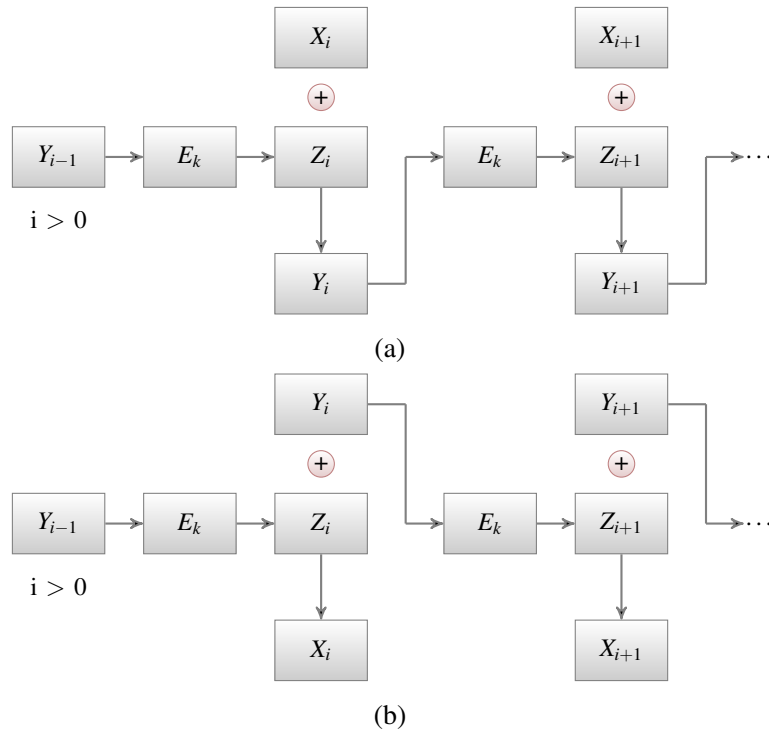 X_i X_{i+1}
+ +
Y_{i−1} E_k Z_i E_k Z_{i+1} ⋯
i > 0
Y_i Y_{i+1}
(a)
Y_i Y_{i+1}
+ +
Y_{i−1} E_k Z_i E_k Z_{i+1} ⋯
i > 0
X_i X_{i+1}
(b)